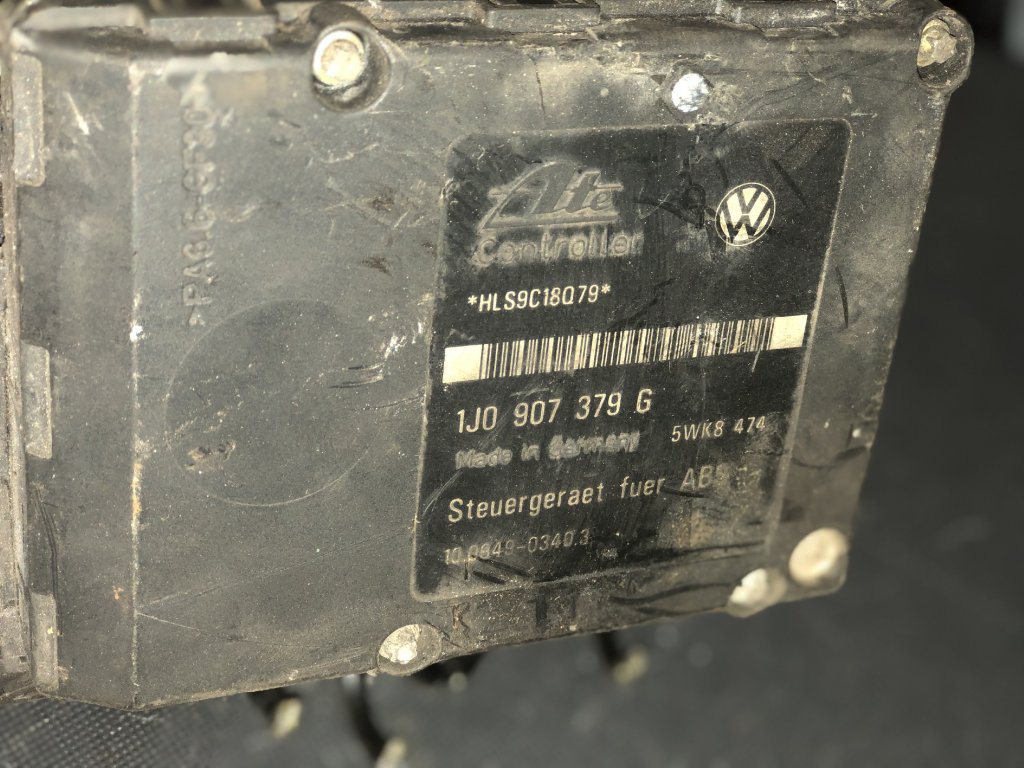 >PA6.6-GF30<
Ate
Controller
*HLS9C18Q79*
1J0 907 379 G
5WK8 474
Made in Germany
Steuergeraet fuer ABS
10.0949-0340.3